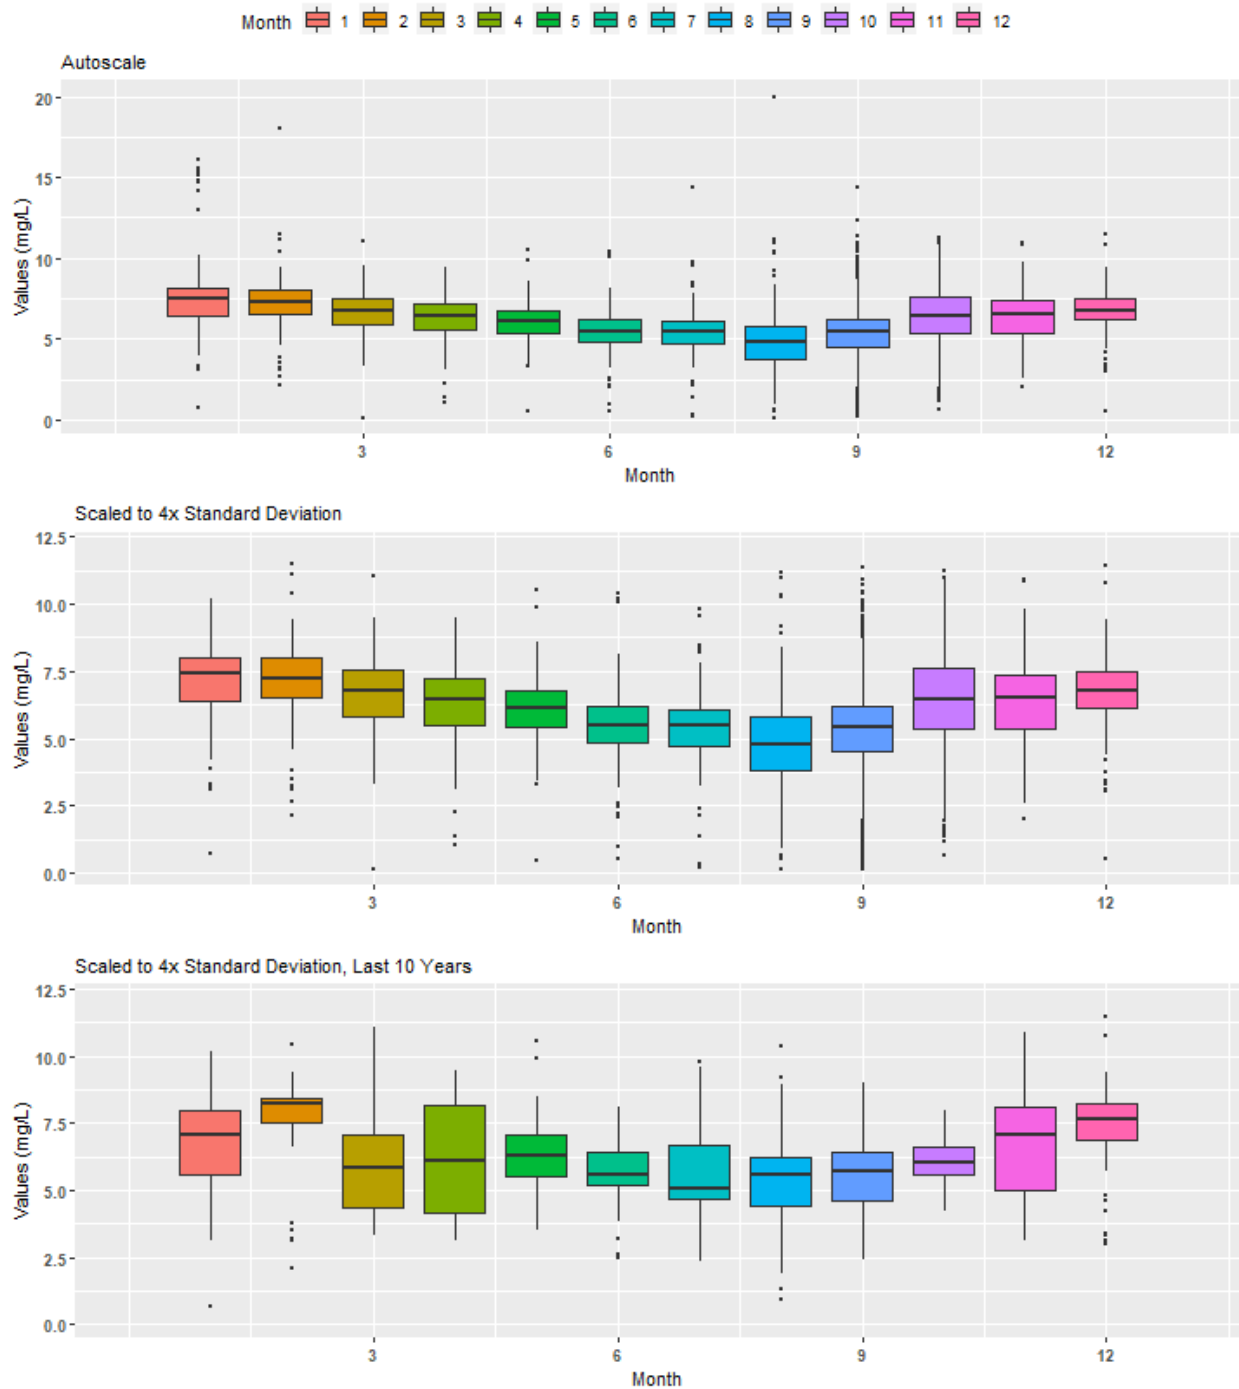 Month 1 2 3 4 5 6 7 8 9 10 11 12
Autoscale
Values (mg/L)
20
15
10
5
0
3 6 9 12
Month
Scaled to 4x Standard Deviation
Values (mg/L)
12.5
10.0
7.5
5.0
2.5
0.0
3 6 9 12
Month
Scaled to 4x Standard Deviation, Last 10 Years
Values (mg/L)
12.5
10.0
7.5
5.0
2.5
0.0
3 6 9 12
Month